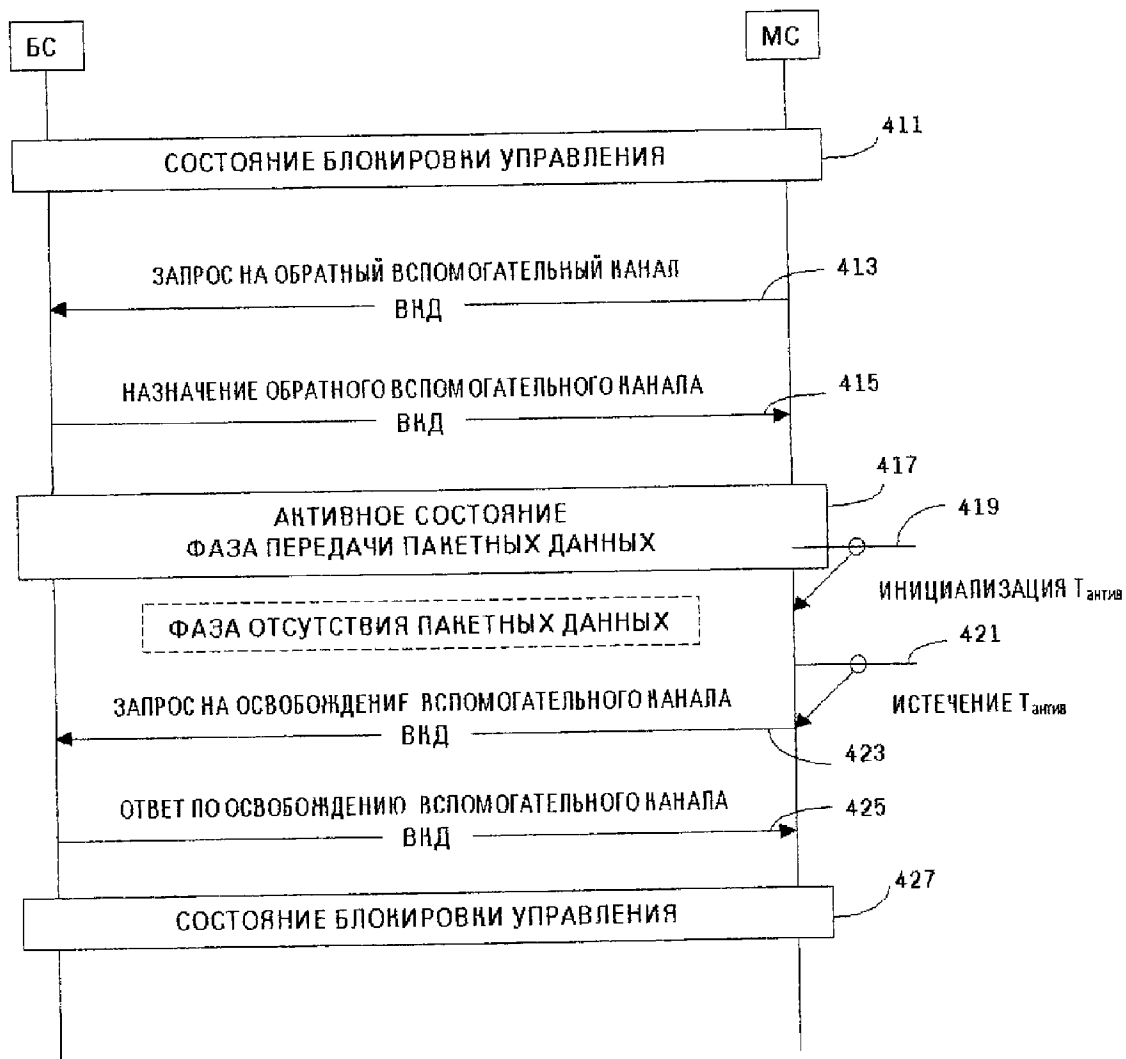 БС
МС
411
СОСТОЯНИЕ БЛОКИРОВКИ УПРАВЛЕНИЯ
ЗАПРОС НА ОБРАТНЫЙ ВСПОМОГАТЕЛЬНЫЙ КАНАЛ
413
ВКД
НАЗНАЧЕНИЕ ОБРАТНОГО ВСПОМОГАТЕЛЬНОГО КАНАЛА
415
ВКД
417
АКТИВНОЕ СОСТОЯНИЕ
ФАЗА ПЕРЕДАЧИ ПАКЕТНЫХ ДАННЫХ
419
ИНИЦИАЛИЗАЦИЯ Tактив
ФАЗА ОТСУТСТВИЯ ПАКЕТНЫХ ДАННЫХ
421
ЗАПРОС НА ОСВОБОЖДЕНИЕ ВСПОМОГАТЕЛЬНОГО КАНАЛА
ИСТЕЧЕНИЕ Tактив
ВКД
423
ОТВЕТ ПО ОСВОБОЖДЕНИЮ ВСПОМОГАТЕЛЬНОГО КАНАЛА
425
ВКД
427
СОСТОЯНИЕ БЛОКИРОВКИ УПРАВЛЕНИЯ